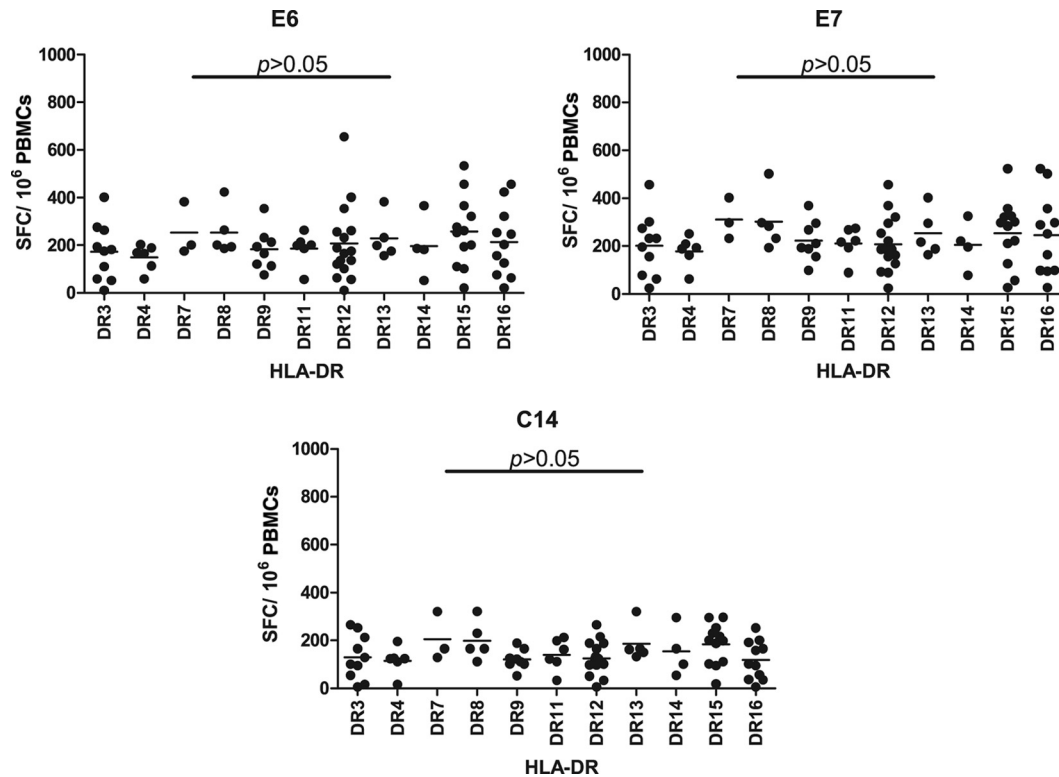 E6
p>0.05
SFC/ 10⁶ PBMCs
1000
800
600
400
200
0
DR3
DR4
DR7
DR8
DR9
DR11
DR12
DR13
DR14
DR15
DR16
HLA-DR
E7
p>0.05
SFC/ 10⁶ PBMCs
1000
800
600
400
200
0
DR3
DR4
DR7
DR8
DR9
DR11
DR12
DR13
DR14
DR15
DR16
HLA-DR
C14
p>0.05
SFC/ 10⁶ PBMCs
1000
800
600
400
200
0
DR3
DR4
DR7
DR8
DR9
DR11
DR12
DR13
DR14
DR15
DR16
HLA-DR